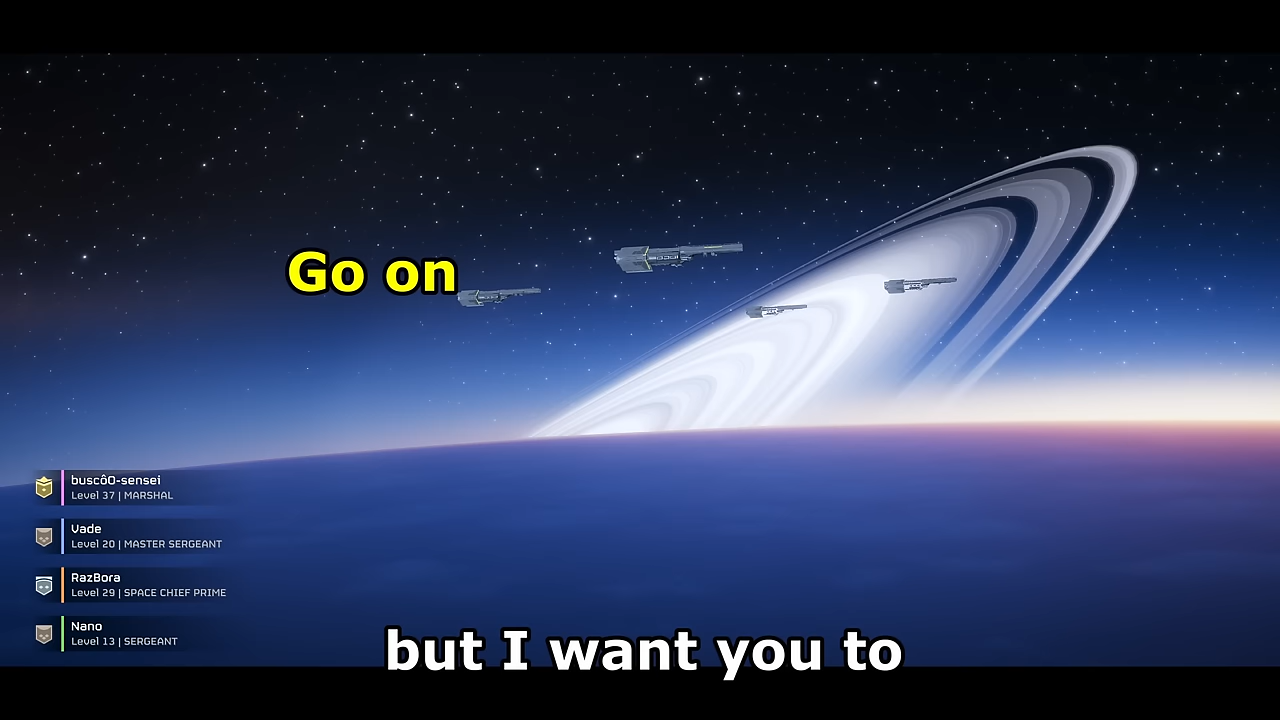 Go on
buscôO-sensei
Level 37 | MARSHAL
Vade
Level 20 | MASTER SERGEANT
RazBora
Level 29 | SPACE CHIEF PRIME
Nano
Level 13 | SERGEANT
but I want you to